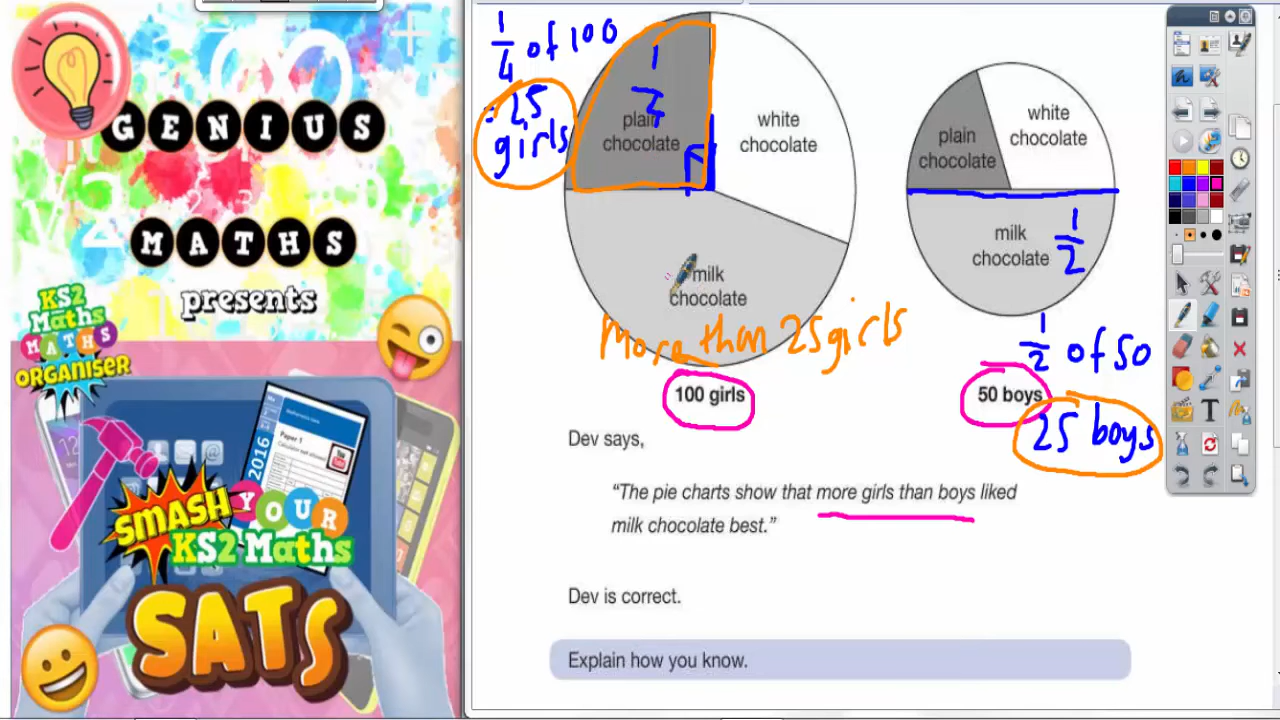 GENIUS
MATHS
presents
KS2
Maths
MATHS
ORGANISER
2016
Paper 1
You
Tube
SMASH
YOUR
KS2 Maths
SATS
1/4 of 100
= 25
girls
1/4
plain
chocolate
white
chocolate
milk
chocolate
More than 25 girls
100 girls
plain
chocolate
white
chocolate
milk
chocolate
1/2
1/2 of 50
50 boys
25 boys
Dev says,
"The pie charts show that more girls than boys liked
milk chocolate best."
Dev is correct.
Explain how you know.